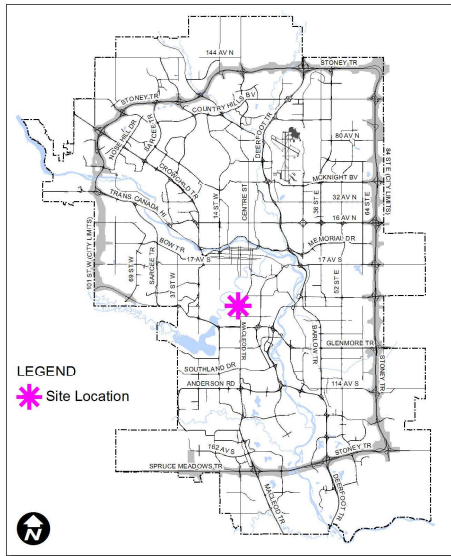 144 AV N
STONEY TR
STONEY TR
COUNTRY HILLS BV
NOSE HILL DR
SARCEE TR
DEERFOOT TR
80 AV N
CROWCHILD TR
14 ST W
CENTRE ST
MCKNIGHT BV
TRANS CANADA HI
36 ST E
32 AV N
16 AV N
64 ST E
84 ST E (CITY LIMITS)
BOW TR
MEMORIAL DR
17 AV S
17 AV S
101 ST W (CITY LIMITS)
69 ST W
SARCEE TR
37 ST W
52 ST E
MACLEOD TR
BARLOW TR
GLENMORE TR
STONEY TR
SOUTHLAND DR
ANDERSON RD
114 AV S
LEGEND
Site Location
162 AV S
STONEY TR
SPRUCE MEADOWS TR
MACLEOD TR
DEERFOOT TR
N